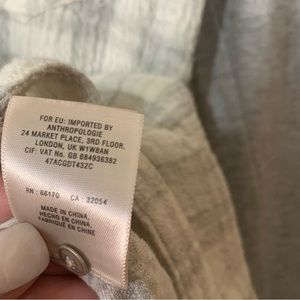 FOR EU: IMPORTED BY
ANTHROPOLOGIE
24 MARKET PLACE, 3RD FLOOR,
LONDON, UK W1W8AN
CIF: VAT No. GB 684936382
47ACGDT432C
RN : 66170 CA - 32054
MADE IN CHINA,
HECHO EN CHINA,
FABRIQUÉ EN CHINE